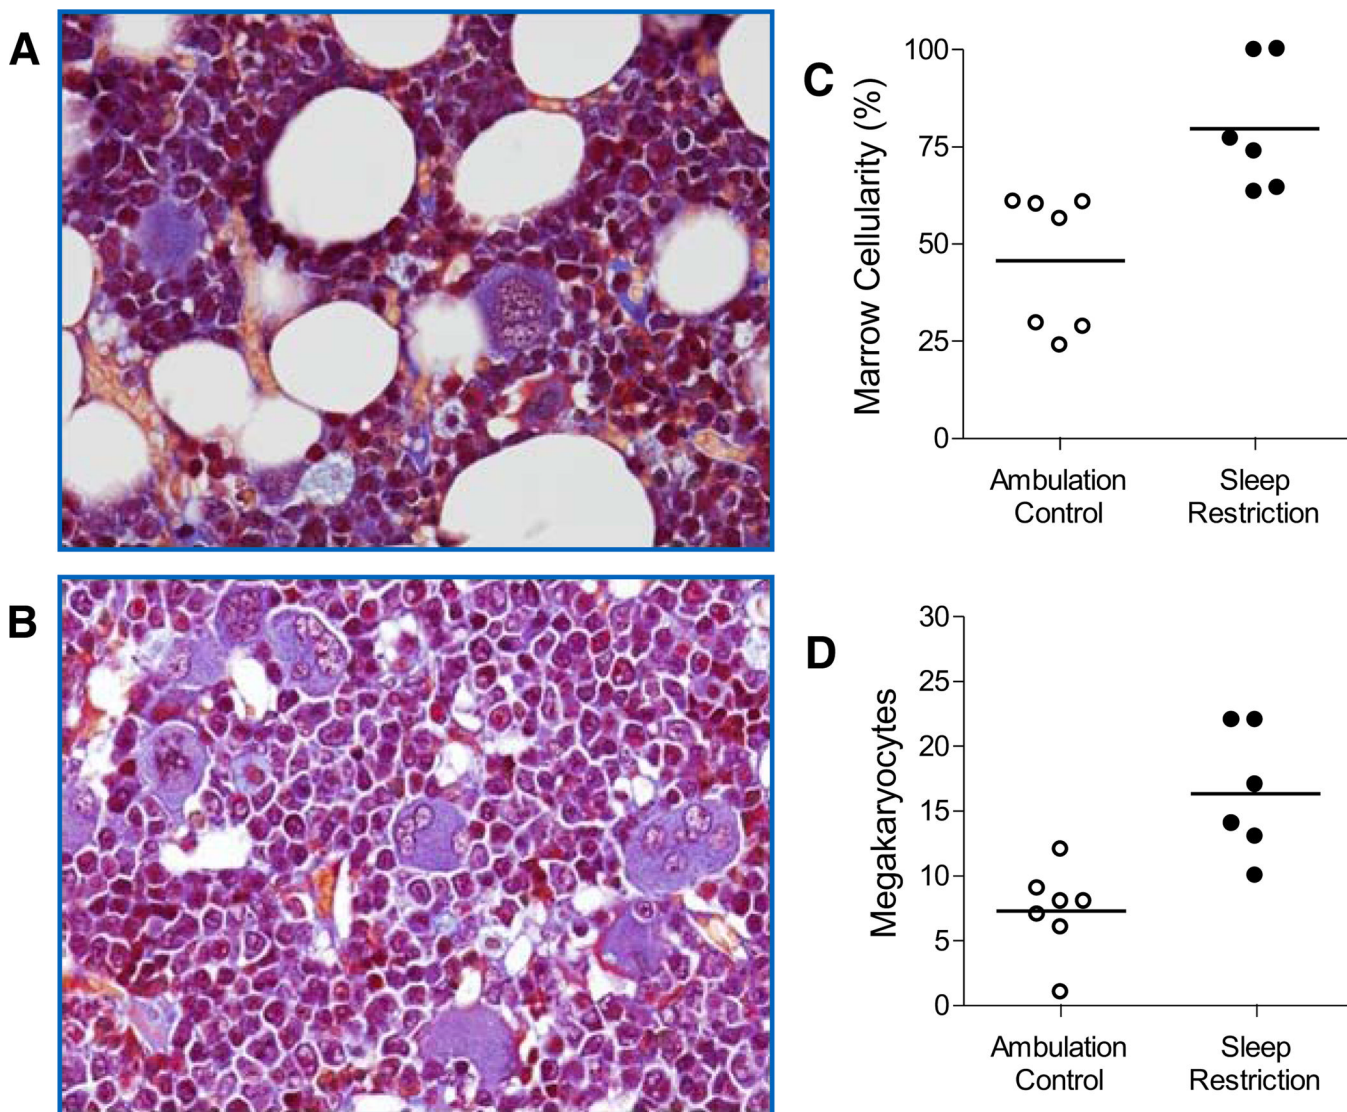 A
B
C
Marrow Cellularity (%)
100
75
50
25
0
Ambulation
Control
Sleep
Restriction
D
Megakaryocytes
30
25
20
15
10
5
0
Ambulation
Control
Sleep
Restriction